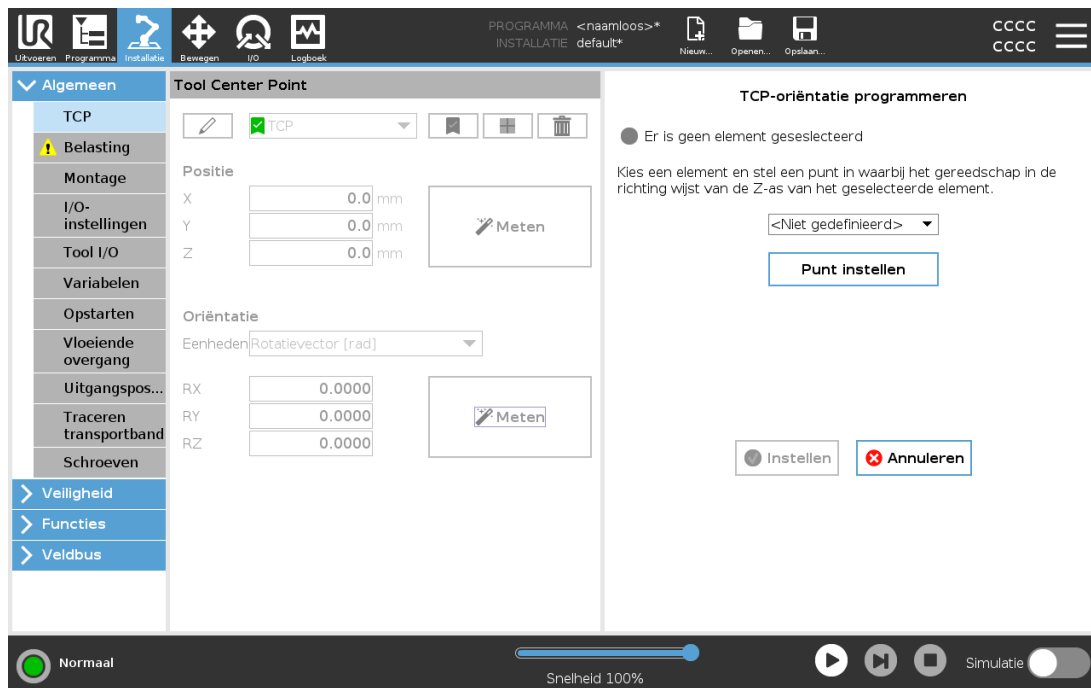 PROGRAMMA <naamloos>*
INSTALLATIE default*
CCCC
CCCC
Uitvoeren Programma Installatie Bewegen I/O Logboek Nieuw... Openen... Opslaan...
Algemeen
TCP
Belasting
Montage
I/O-
instellingen
Tool I/O
Variabelen
Opstarten
Vloeiende
overgang
Uitgangspos...
Traceren
transportband
Schroeven
Veiligheid
Functies
Veldbus
Tool Center Point
TCP
Positie
X 0.0 mm
Y 0.0 mm
Z 0.0 mm
Meten
Oriëntatie
Eenheden Rotatievector [rad]
RX 0.0000
RY 0.0000
RZ 0.0000
Meten
TCP-oriëntatie programmeren
Er is geen element geseslecteerd
Kies een element en stel een punt in waarbij het gereedschap in de
richting wijst van de Z-as van het geselecteerde element.
<Niet gedefinieerd>
Punt instellen
Instellen Annuleren
Normaal
Snelheid 100%
Simulatie